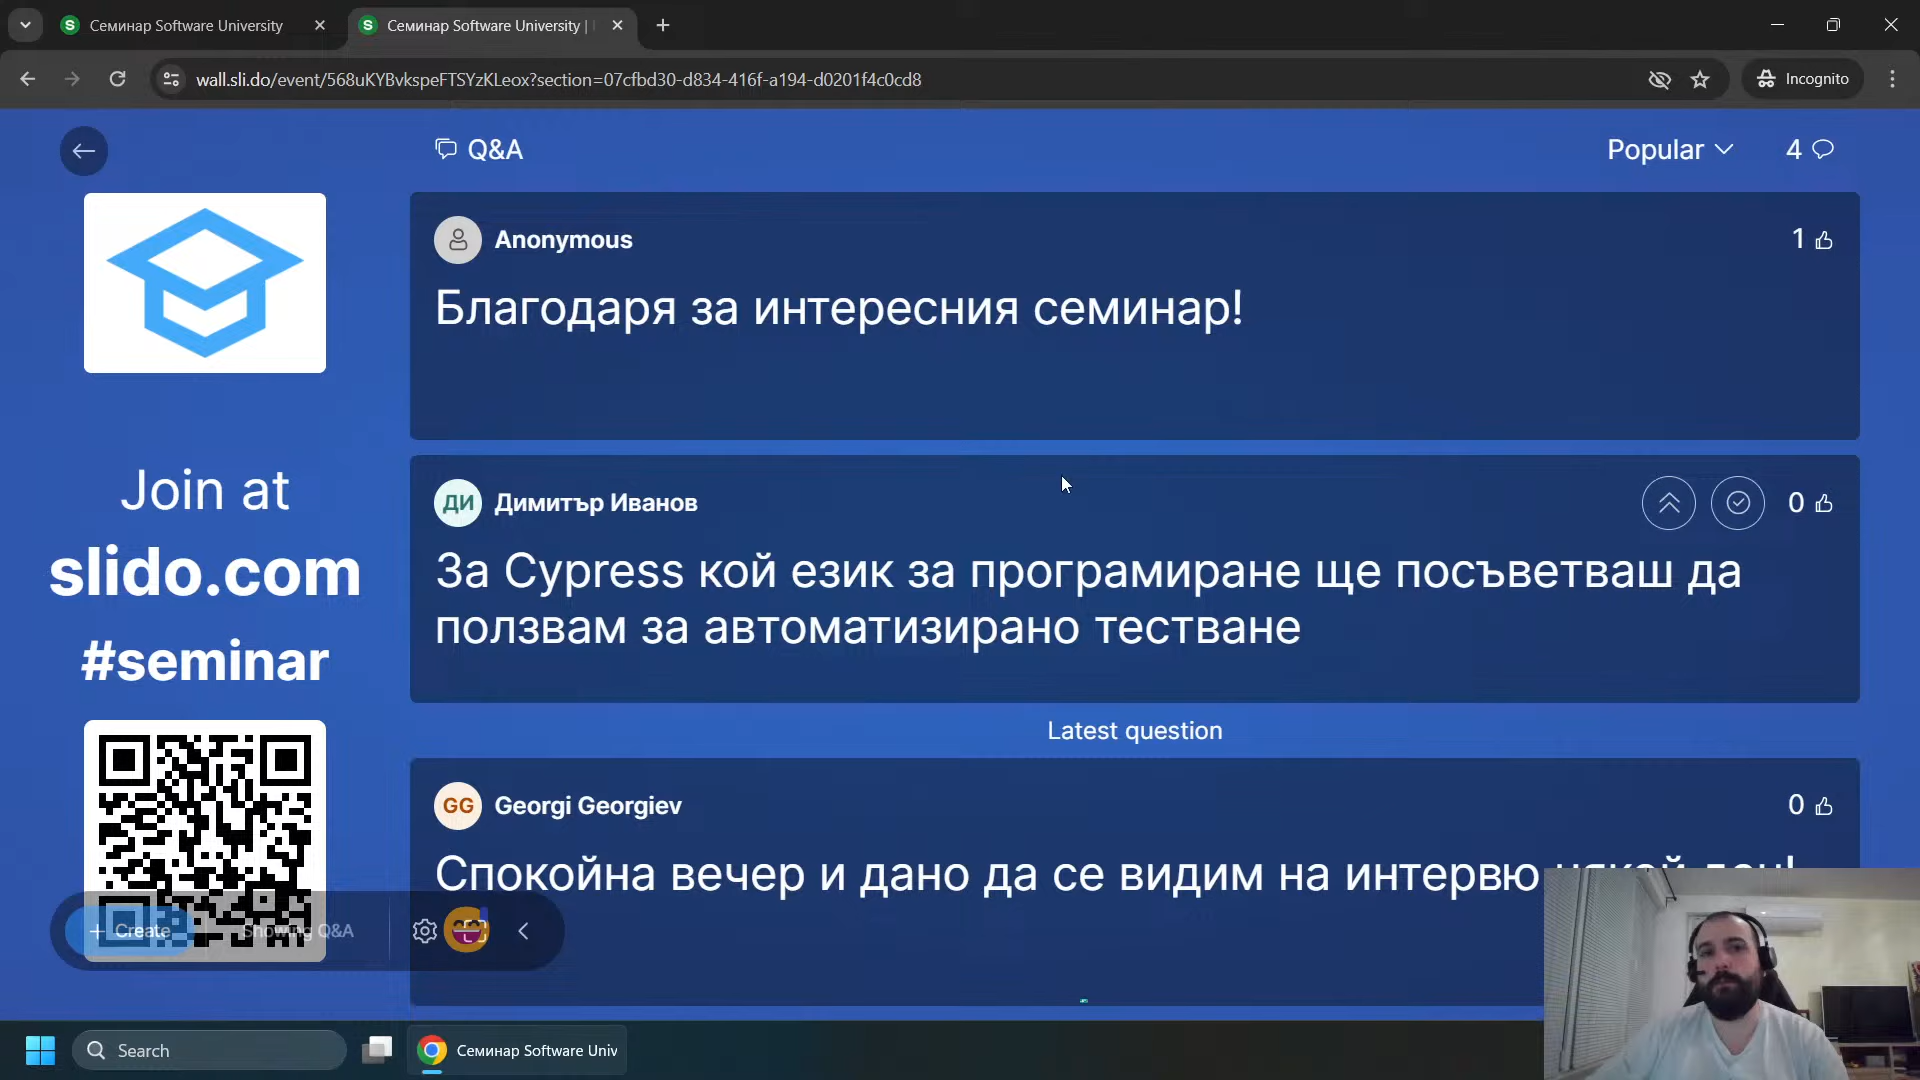 Семинар Software University
Семинар Software University |
wall.sli.do/event/568uKYBvkspeFTSYzKLeox?section=07cfbd30-d834-416f-a194-d0201f4c0cd8
Incognito
Q&A
Popular
4
Anonymous
1
Благодаря за интересния семинар!
Join at
slido.com
#seminar
ДИ
Димитър Иванов
0
За Cypress кой език за програмиране ще посъветваш да
ползвам за автоматизирано тестване
Latest question
GG
Georgi Georgiev
0
Спокойна вечер и дано да се видим на интервю
+ Create
Showing Q&A
Search
Семинар Software Univ